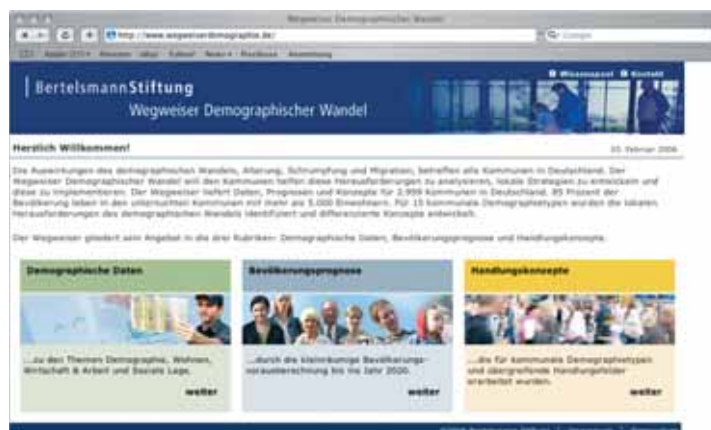 Wegweiser Demographischer Wandel
http://www.wegweiserdemographie.de/
Google
Wissenspool Kontakt
BertelsmannStiftung
Wegweiser Demographischer Wandel
Herzlich Willkommen!
10. Februar 2006
Die Auswirkungen des demographischen Wandels, Alterung, Schrumpfung und Migration, betreffen alle Kommunen in Deutschland. Der
Wegweiser Demographischer Wandel will den Kommunen helfen diese Herausforderungen zu analysieren, lokale Strategien zu entwickeln und
diese zu implementieren. Der Wegweiser liefert Daten, Prognosen und Konzepte für 2.959 Kommunen in Deutschland. 85 Prozent der
Bevölkerung leben in den untersuchten Kommunen mit mehr als 5.000 Einwohnern. Für 15 kommunale Demographietypen wurden die lokalen
Herausforderungen des demographischen Wandels identifiziert und differenzierte Konzepte entwickelt.
Der Wegweiser gliedert sein Angebot in die drei Rubriken: Demographische Daten, Bevölkerungsprognose und Handlungskonzepte.
Demographische Daten
...zu den Themen Demographie, Wohnen,
Wirtschaft & Arbeit und Soziale Lage.
weiter
Bevölkerungsprognose
...durch die kleinräumige Bevölkerungs-
vorausberechnung bis ins Jahr 2020.
weiter
Handlungskonzepte
...die für kommunale Demographietypen
und übergreifende Handlungsfelder
erarbeitet wurden.
weiter